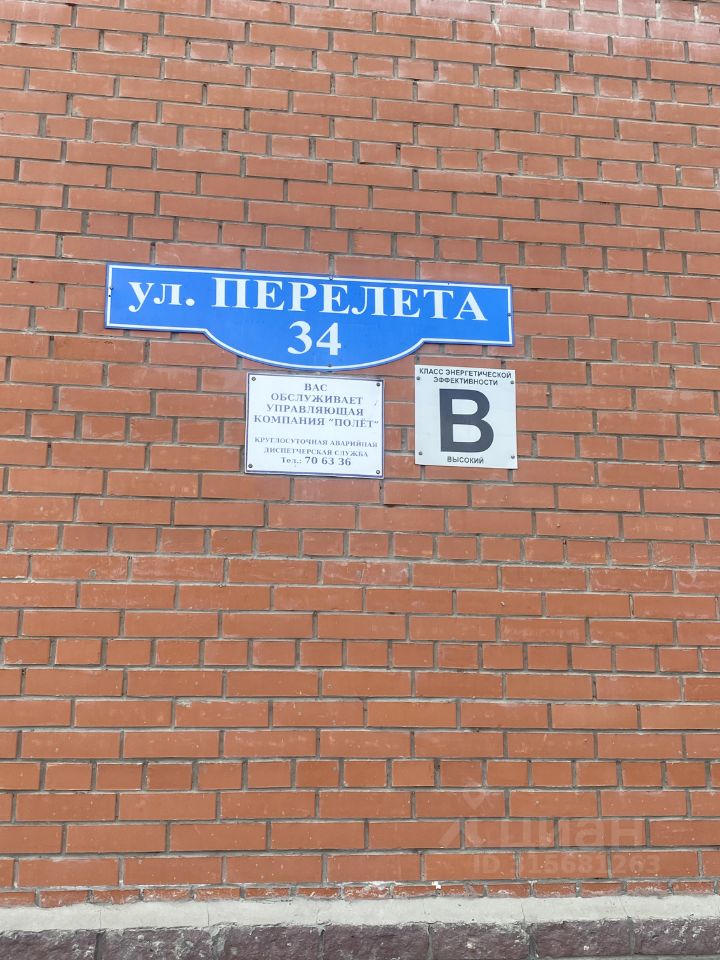 ул. ПЕРЕЛЕТА
34
ВАС
ОБСЛУЖИВАЕТ
УПРАВЛЯЮЩАЯ
КОМПАНИЯ "ПОЛЁТ"
КРУГЛОСУТОЧНАЯ АВАРИЙНАЯ
ДИСПЕТЧЕРСКАЯ СЛУЖБА
Тел.: 70 63 36
КЛАСС ЭНЕРГЕТИЧЕСКОЙ
ЭФФЕКТИВНОСТИ
B
ВЫСОКИЙ
циан
ID 315631263